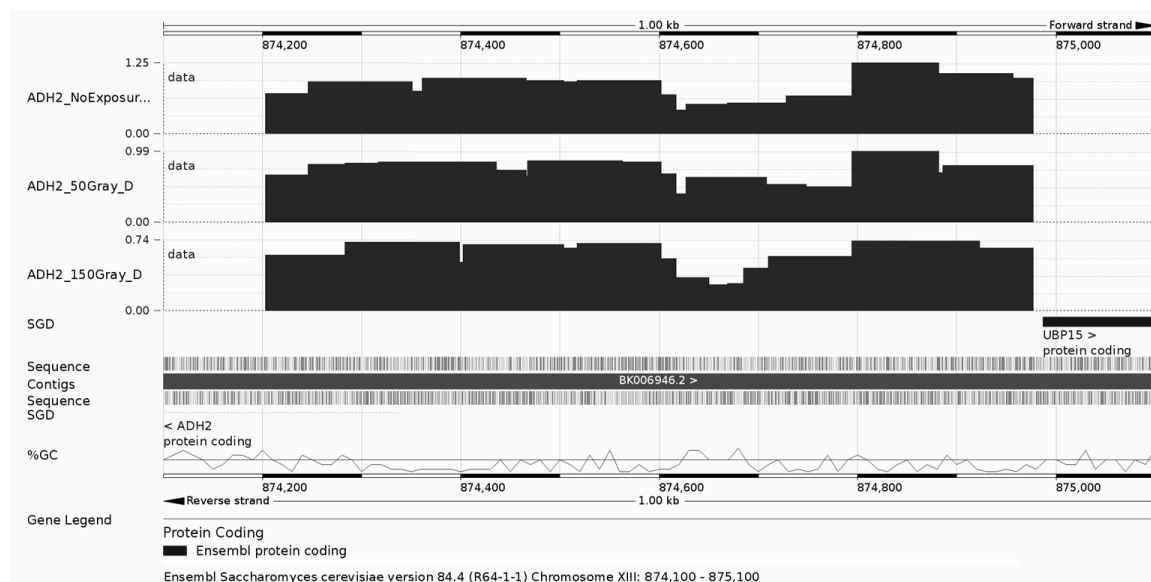 1.00 kb
Forward strand
874,200 874,400 874,600 874,800 875,000
1.25
data
ADH2_NoExposur...
0.00
0.99
data
ADH2_50Gray_D
0.00
0.74
data
ADH2_150Gray_D
0.00
SGD
UBP15 >
protein coding
Sequence
Contigs
BK006946.2 >
Sequence
SGD
< ADH2
protein coding
%GC
874,200 874,400 874,600 874,800 875,000
Reverse strand
1.00 kb
Gene Legend
Protein Coding
Ensembl protein coding
Ensembl Saccharomyces cerevisiae version 84.4 (R64-1-1) Chromosome XIII: 874,100 - 875,100